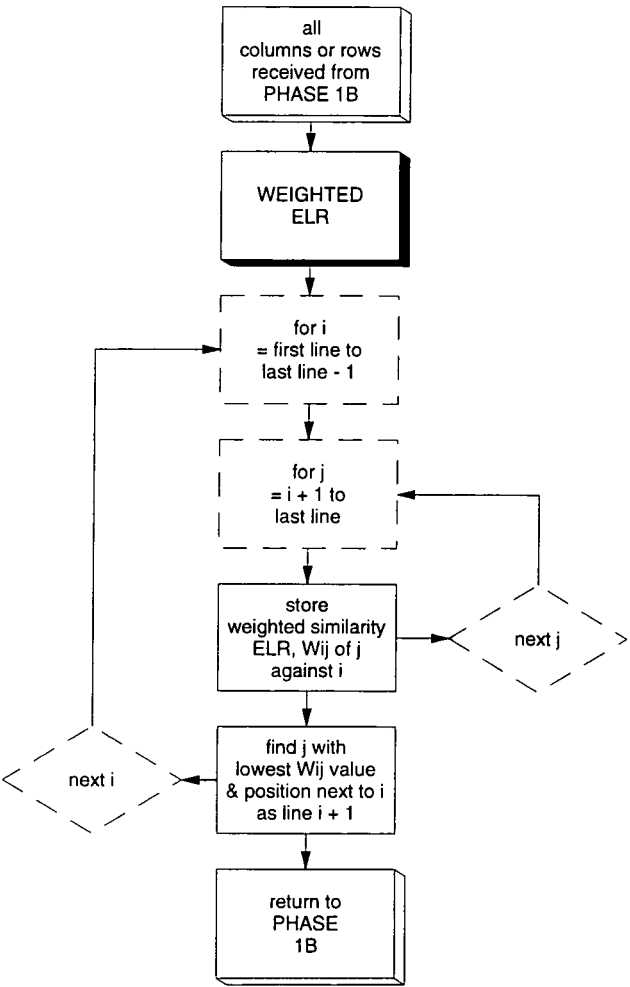 all
columns or rows
received from
PHASE 1B
WEIGHTED
ELR
for i
= first line to
last line - 1
for j
= i + 1 to
last line
store
weighted similarity
ELR, Wij of j
against i
next j
find j with
lowest Wij value
& position next to i
as line i + 1
next i
return to
PHASE
1B